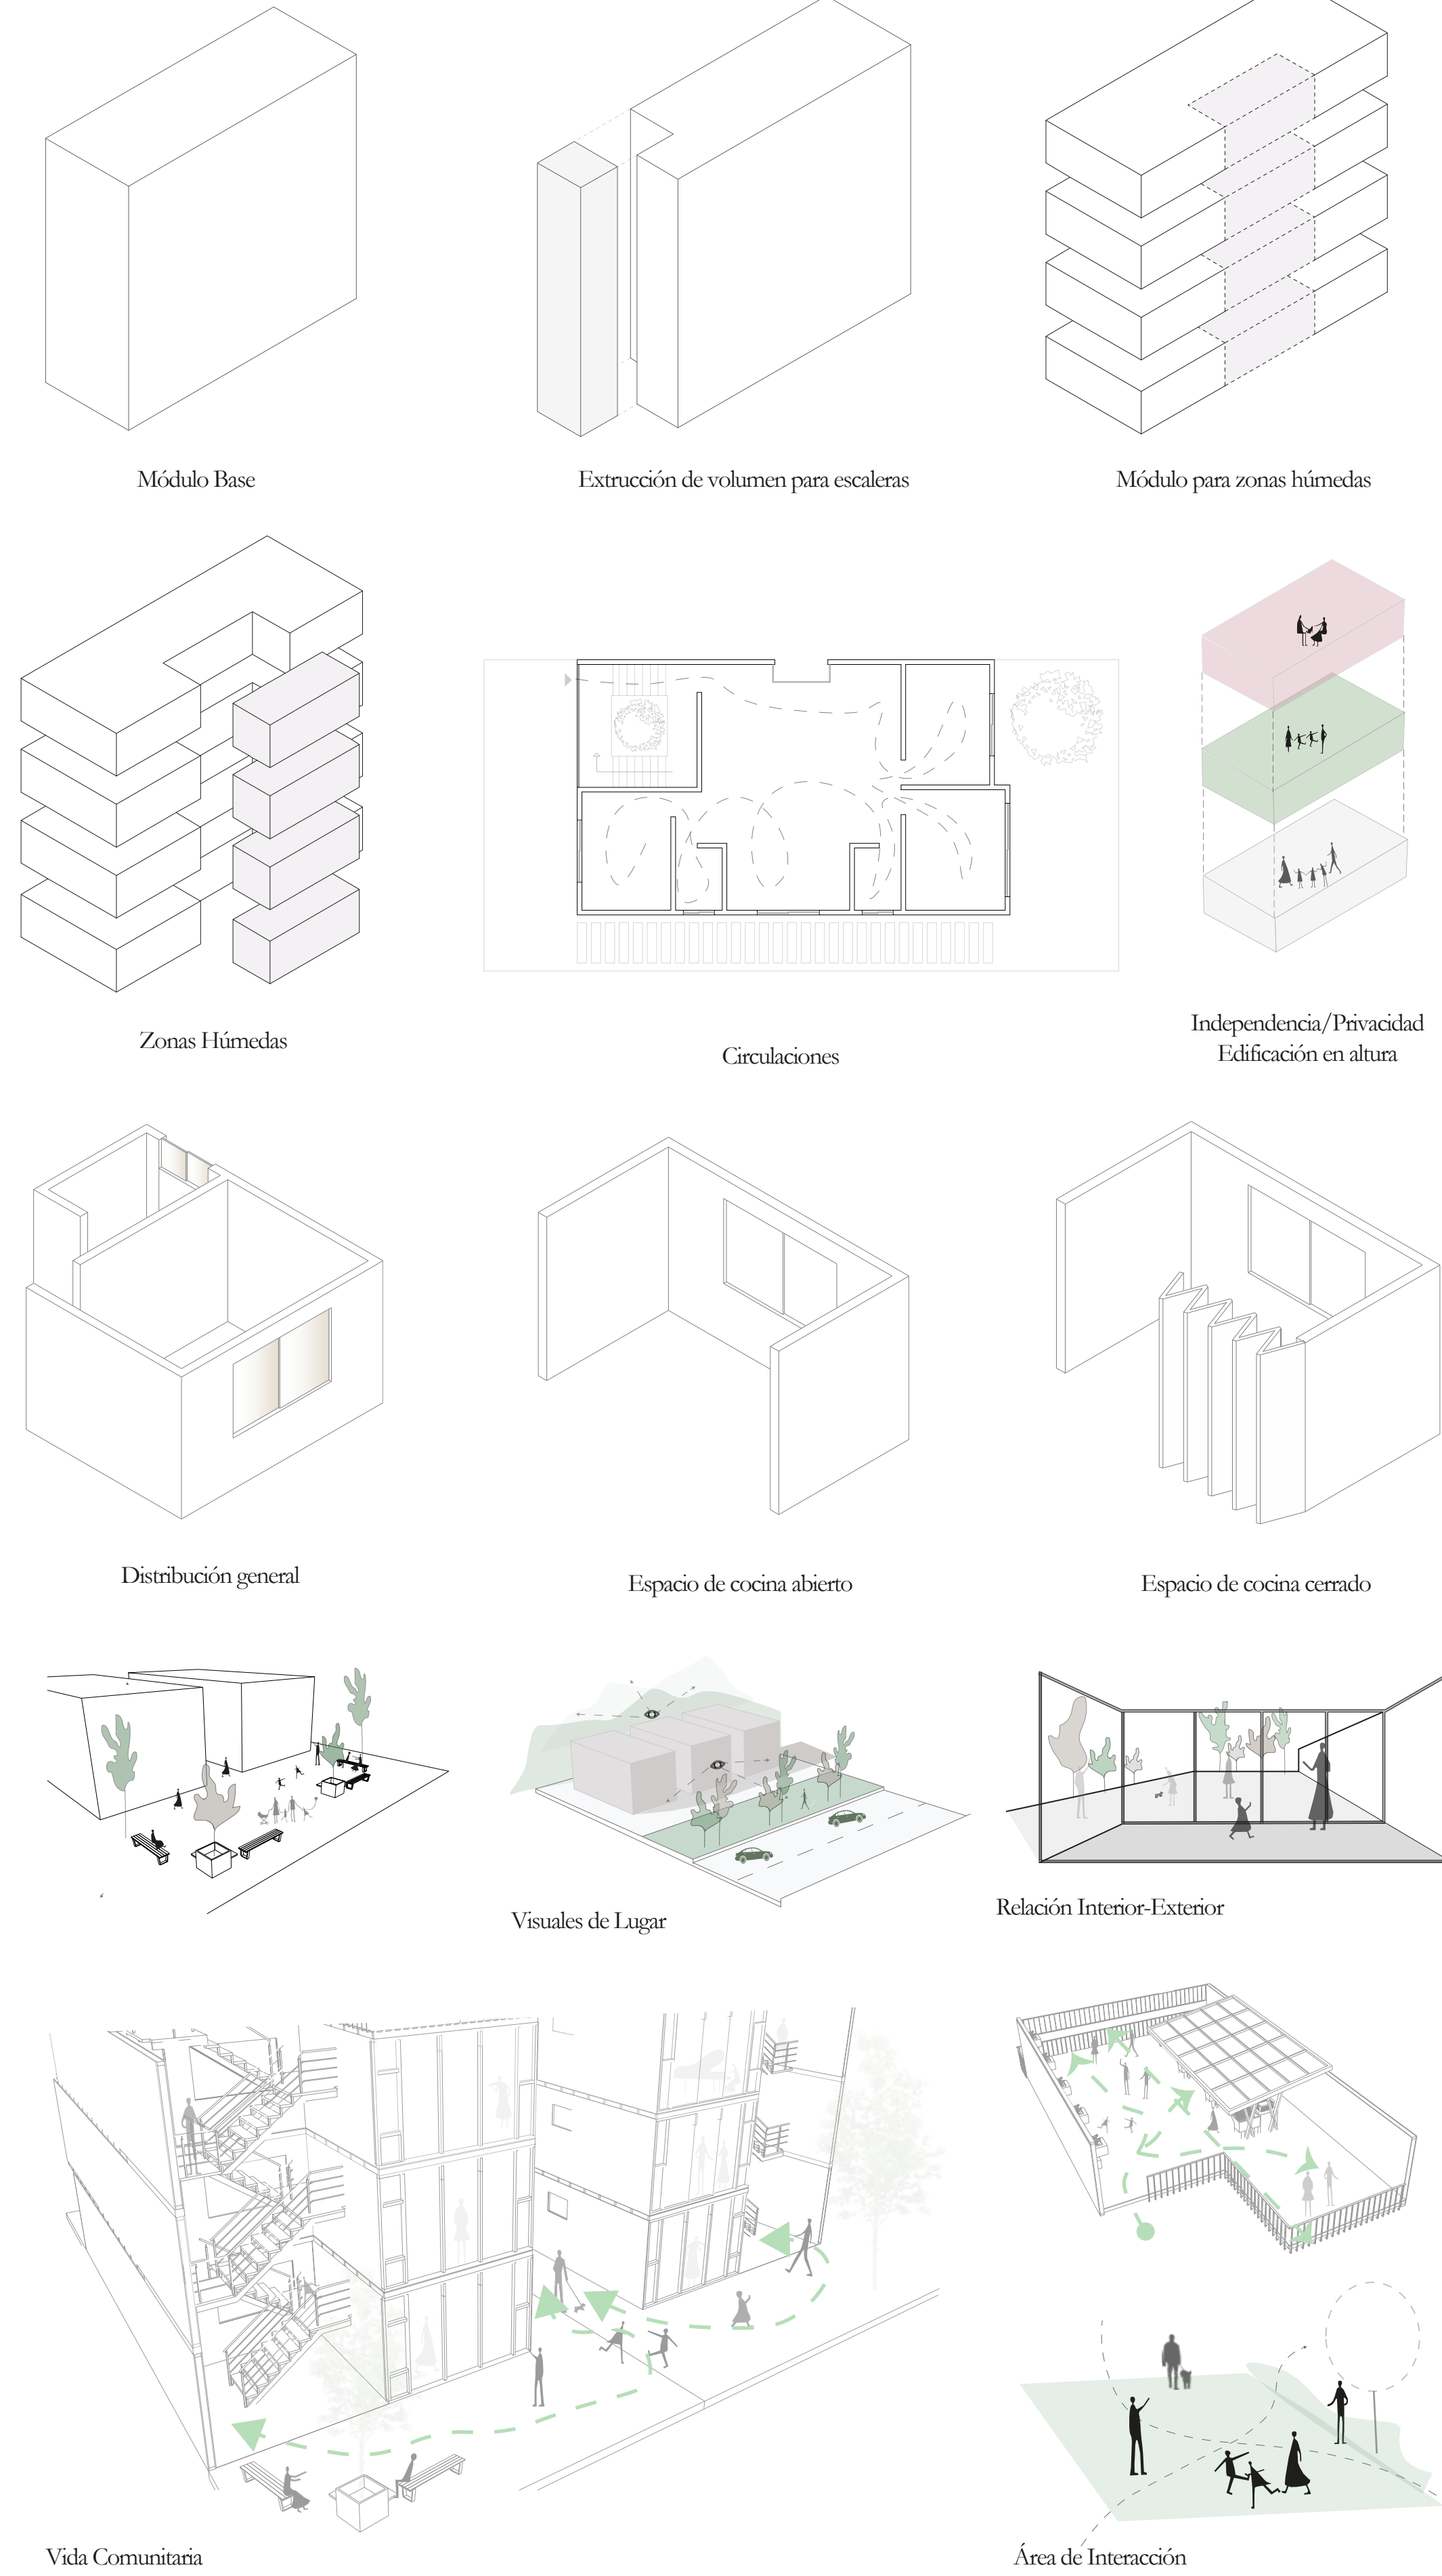 Módulo Base
Extrucción de volumen para escaleras
Módulo para zonas húmedas
Zonas Húmedas
Circulaciones
Independencia/Privacidad
Edificación en altura
Distribución general
Espacio de cocina abierto
Espacio de cocina cerrado
Visuales de Lugar
Relación Interior-Exterior
Vida Comunitaria
Área de Interacción